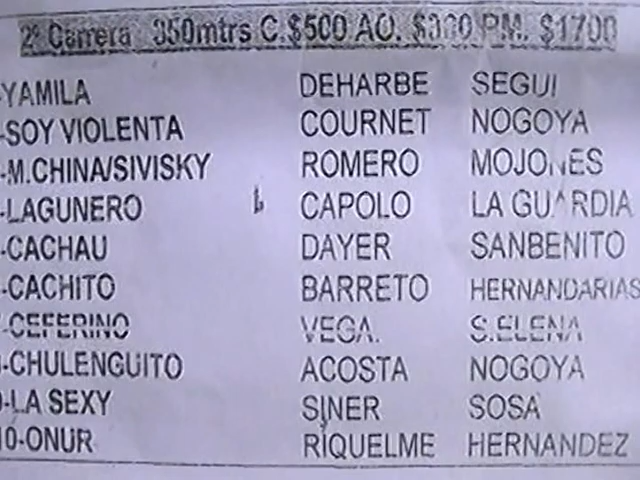 2ª Carrera 350mtrs C.$500 AO. $300 PM. $1700
-YAMILA DEHARBE SEGUI
-SOY VIOLENTA COURNET NOGOYA
-M.CHINA/SIVISKY ROMERO MOJONES
-LAGUNERO CAPOLO LA GUARDIA
-CACHAU DAYER SANBENITO
-CACHITO BARRETO HERNANDARIAS
-CEFERINO VEGA. S.ELENA
-CHULENGUITO ACOSTA NOGOYA
-LA SEXY SINER SOSA
10-ONUR RIQUELME HERNANDEZ